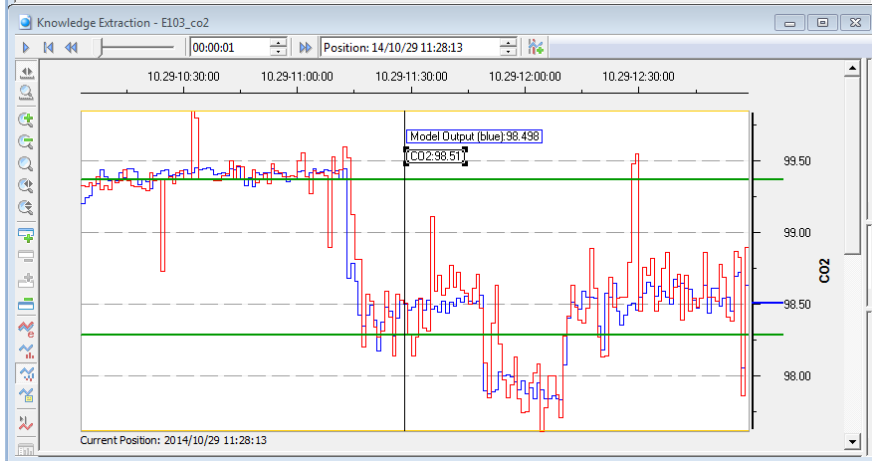 Knowledge Extraction - E103_co2
00:00:01
Position: 14/10/29 11:28:13
10.29-10:30:00 10.29-11:00:00 10.29-11:30:00 10.29-12:00:00 10.29-12:30:00
Model Output (blue):98.498
CO2:98.51
99.50
99.00
CO2
98.50
98.00
Current Position: 2014/10/29 11:28:13